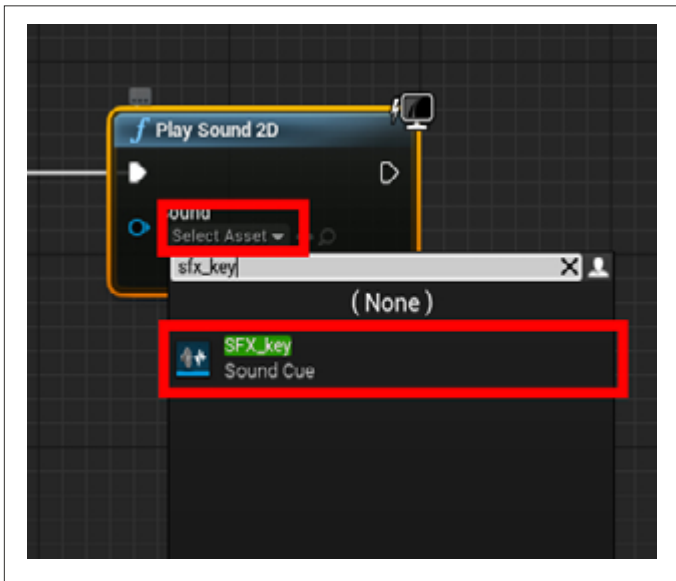 Play Sound 2D
Select Asset
sfx_key
( None )
SFX_key
Sound Cue